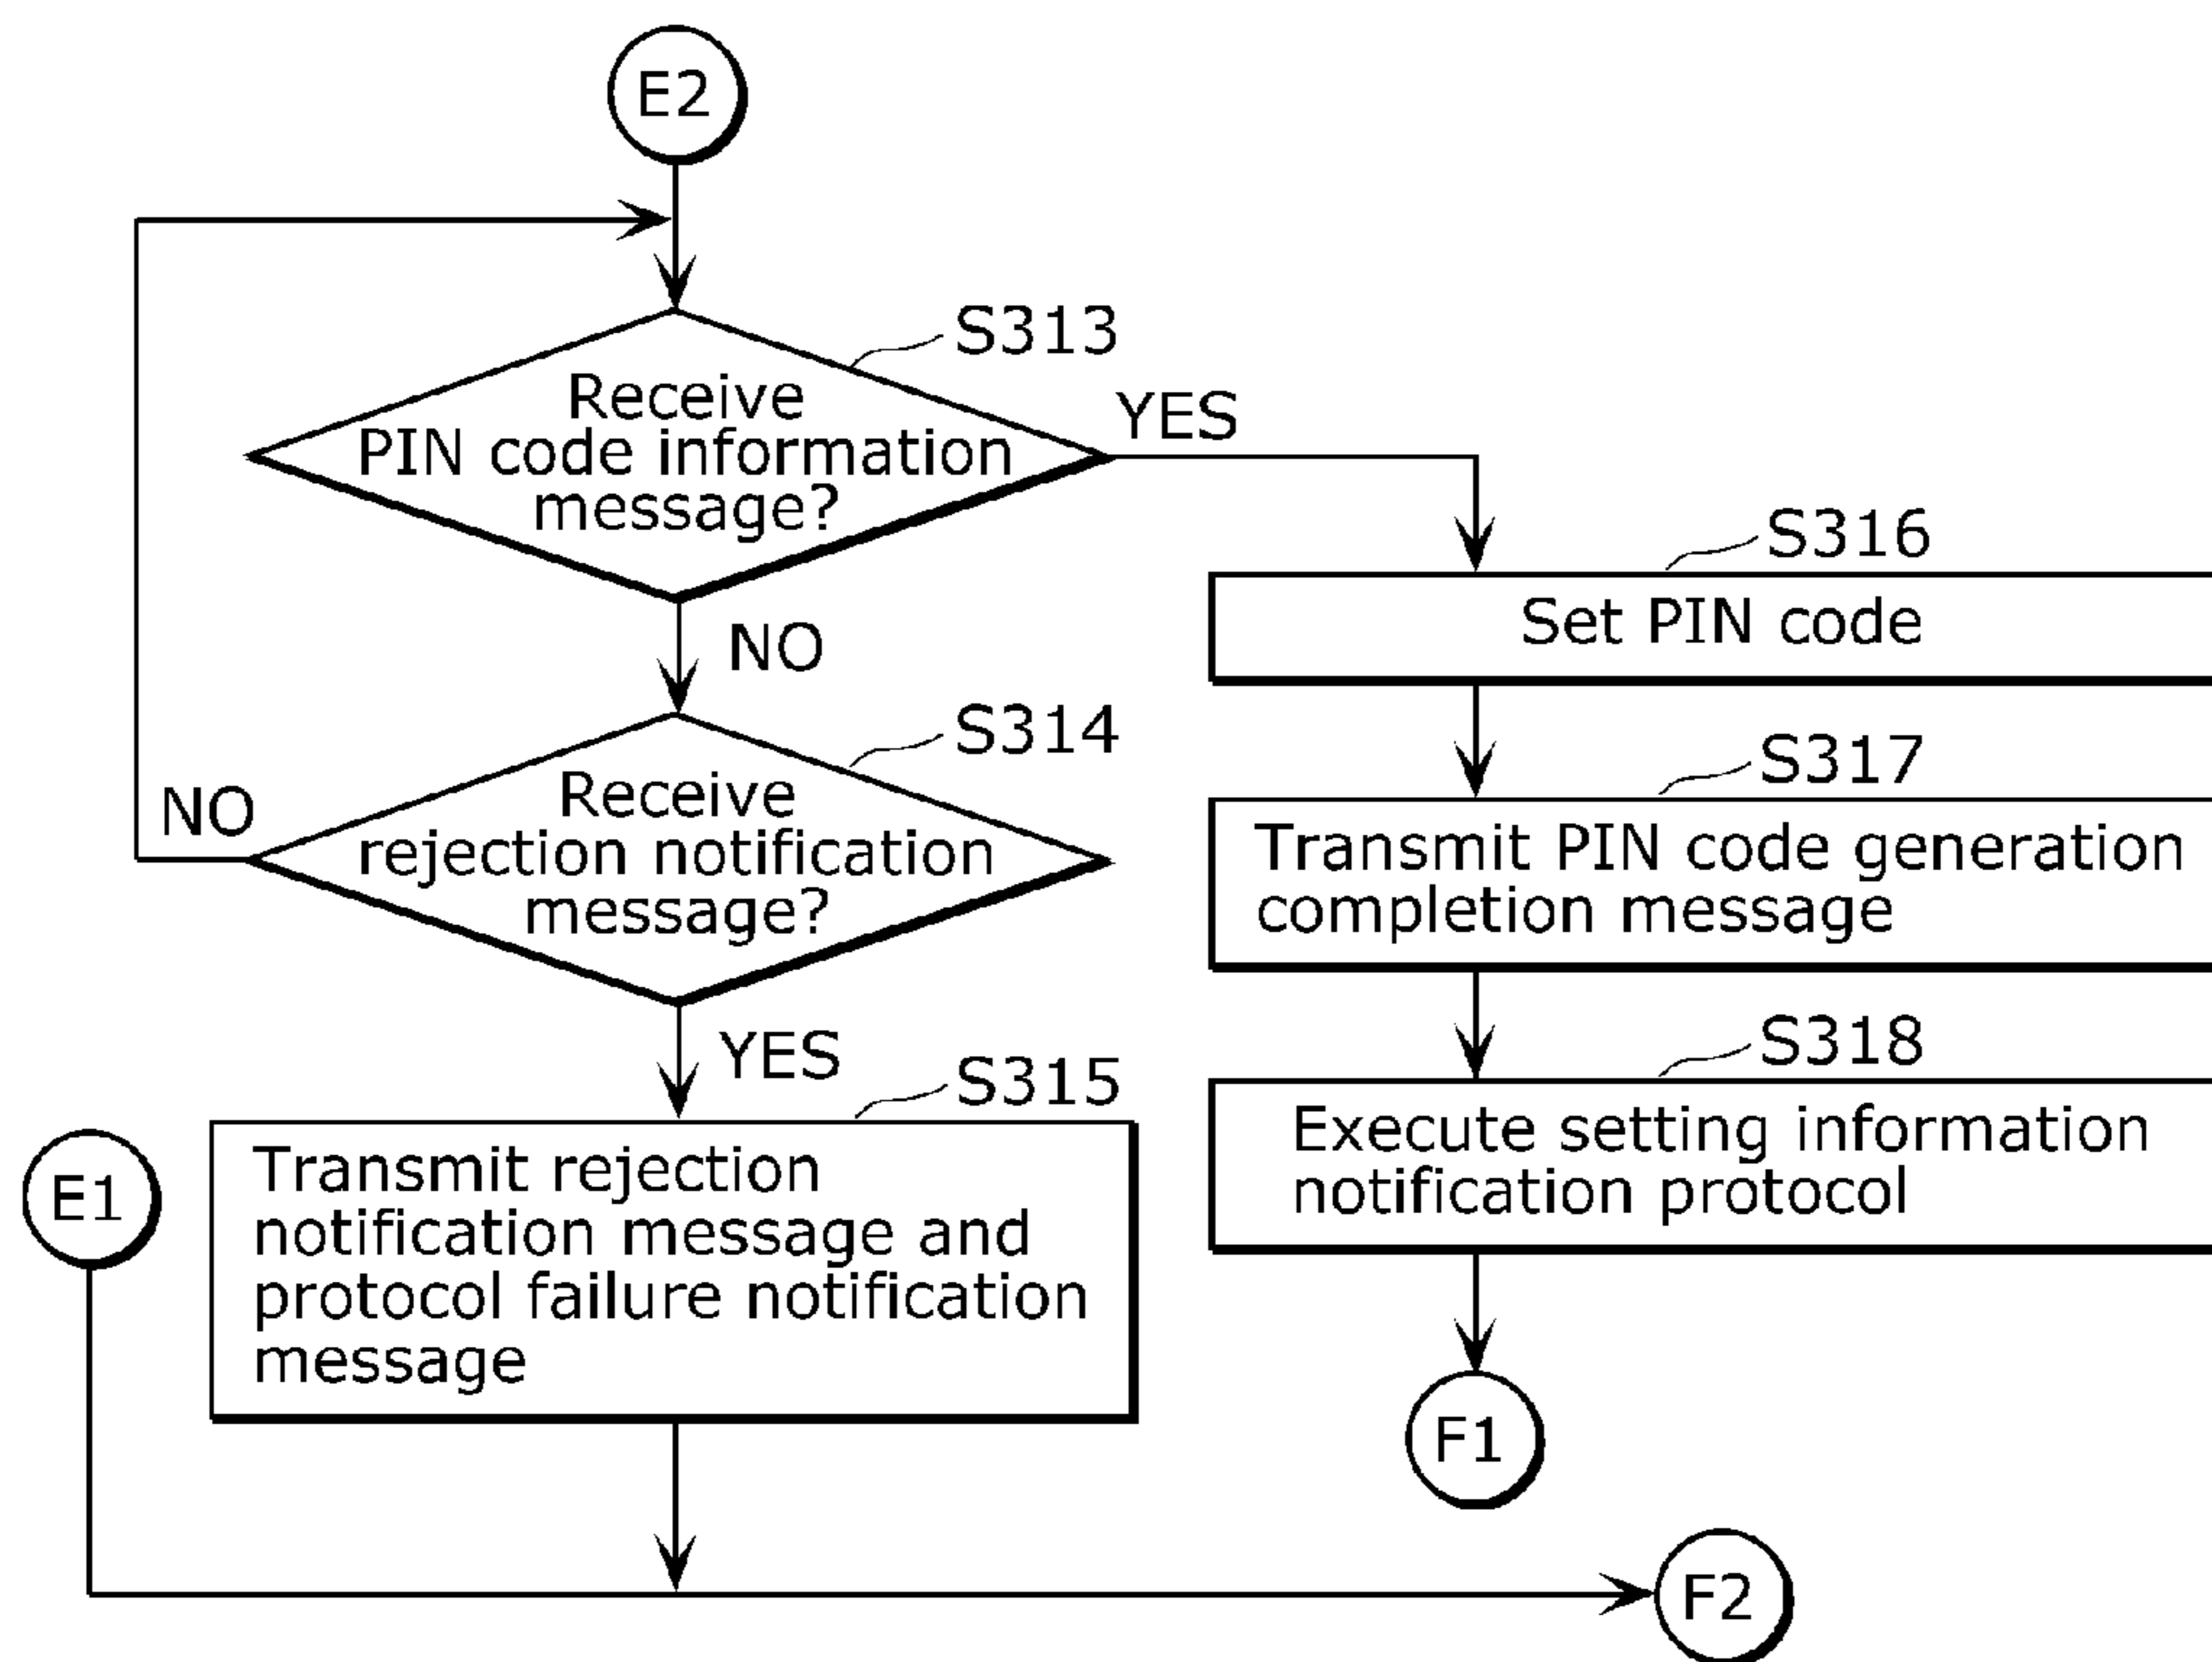 E2
S313
Receive
PIN code information
message?
YES
NO
S314
Receive
rejection notification
message?
NO
YES
S315
Transmit rejection
notification message and
protocol failure notification
message
E1
S316
Set PIN code
S317
Transmit PIN code generation
completion message
S318
Execute setting information
notification protocol
F1
F2